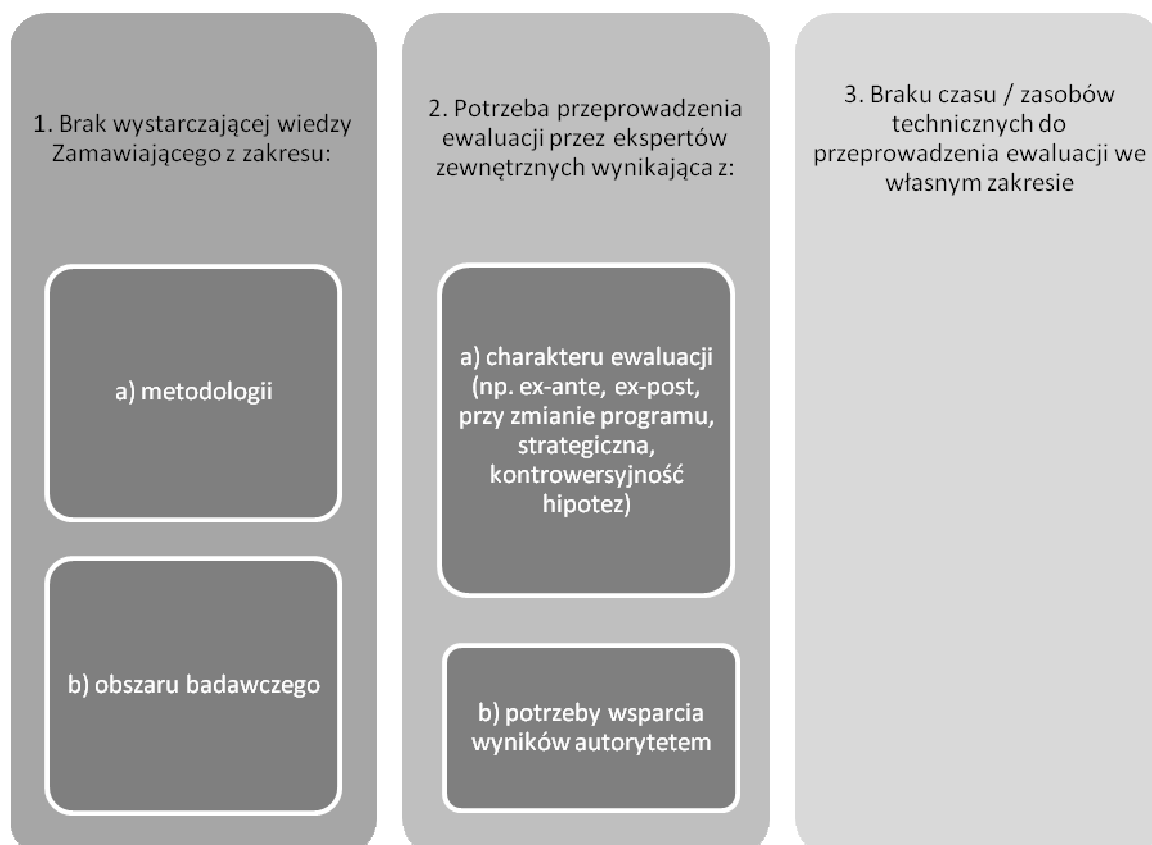 1. Brak wystarczającej wiedzy
Zamawiającego z zakresu:
a) metodologii
b) obszaru badawczego
2. Potrzeba przeprowadzenia
ewaluacji przez ekspertów
zewnętrznych wynikająca z:
a) charakteru ewaluacji
(np. ex-ante, ex-post,
przy zmianie programu,
strategiczna,
kontrowersyjność
hipotez)
b) potrzeby wsparcia
wyników autorytetem
3. Braku czasu / zasobów
technicznych do
przeprowadzenia ewaluacji we
własnym zakresie